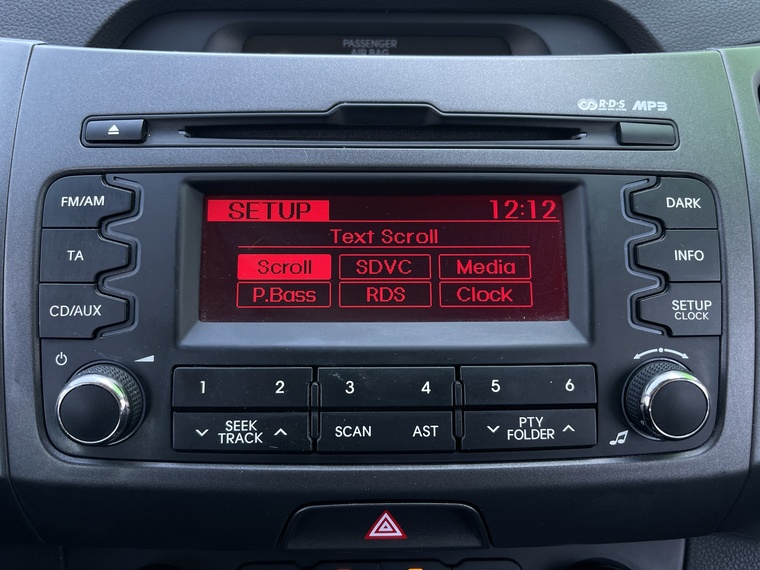 PASSENGER
AIR BAG
R·D·S MP3
FM/AM
TA
CD/AUX
SETUP 12:12
Text Scroll
Scroll SDVC Media
P.Bass RDS Clock
DARK
INFO
SETUP
CLOCK
1 2 3 4 5 6
SEEK
TRACK
SCAN AST
PTY
FOLDER